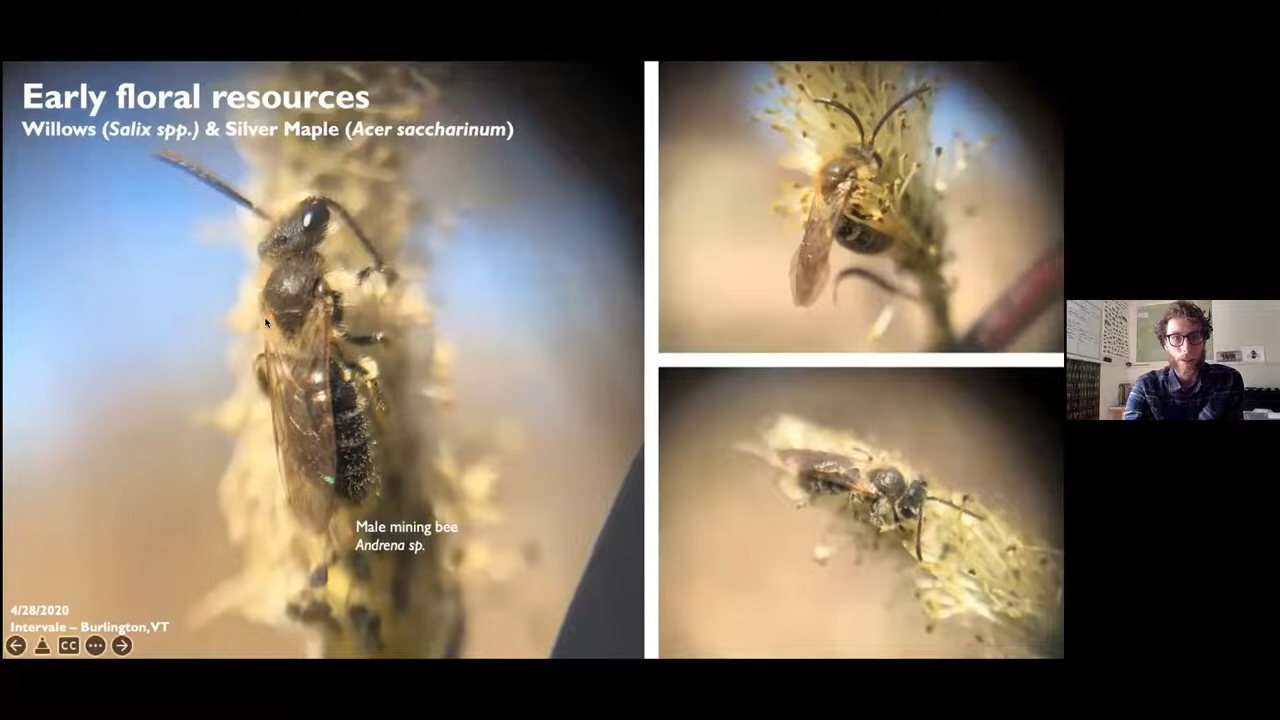 Early floral resources
Willows (Salix spp.) & Silver Maple (Acer saccharinum)
Male mining bee
Andrena sp.
4/28/2020
Intervale – Burlington,VT
CC